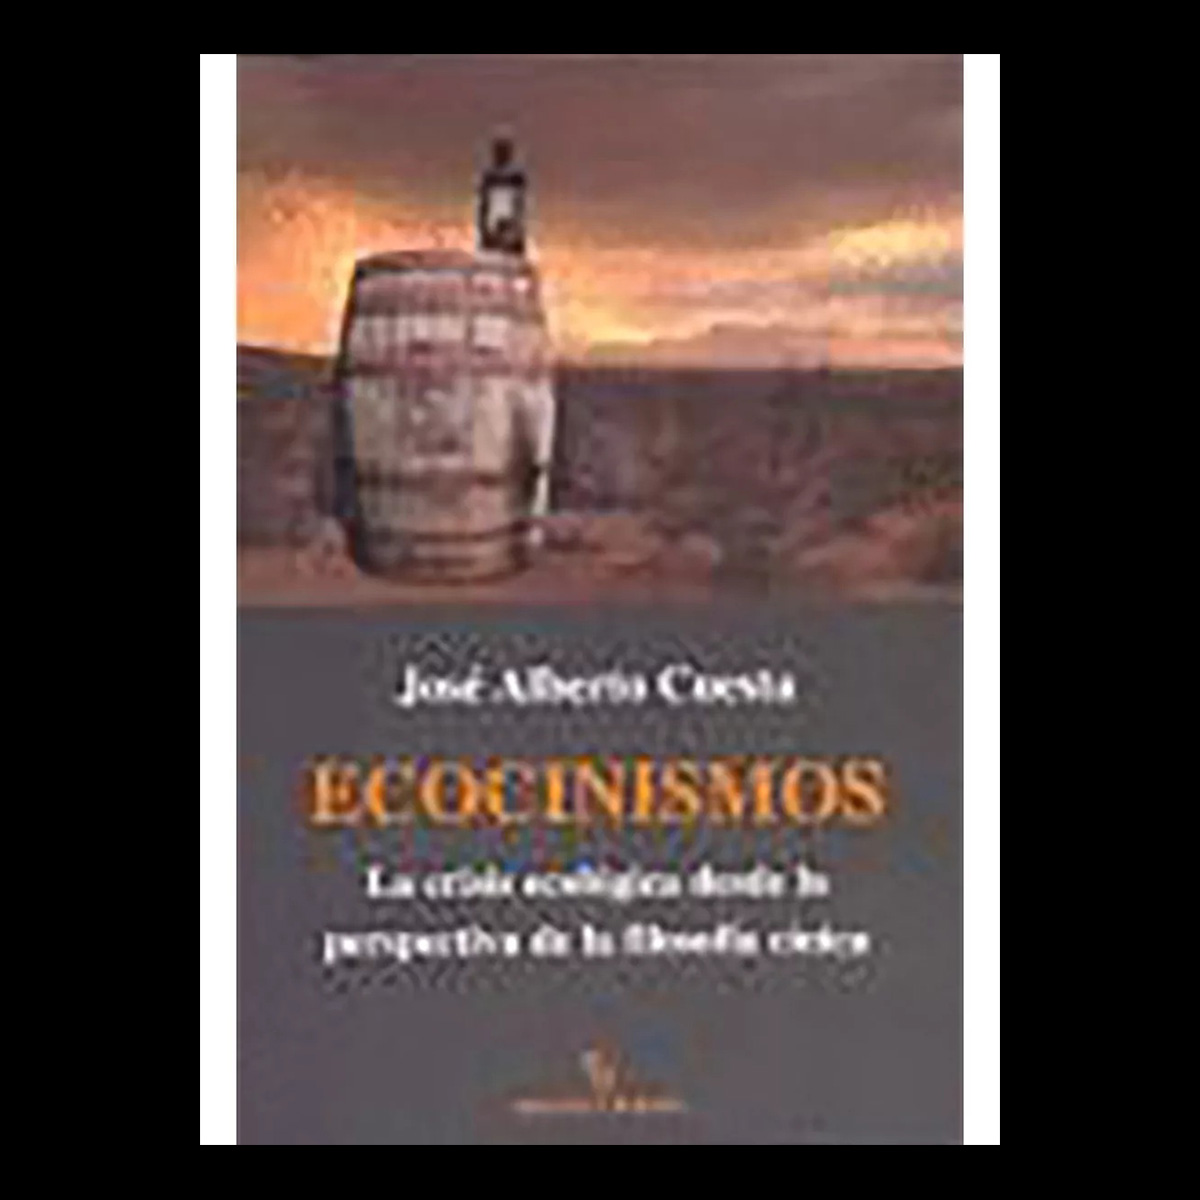 José Alberto Cuesta
ECOCINISMOS
La crisis ecológica desde la
perspectiva de la filosofía cínica